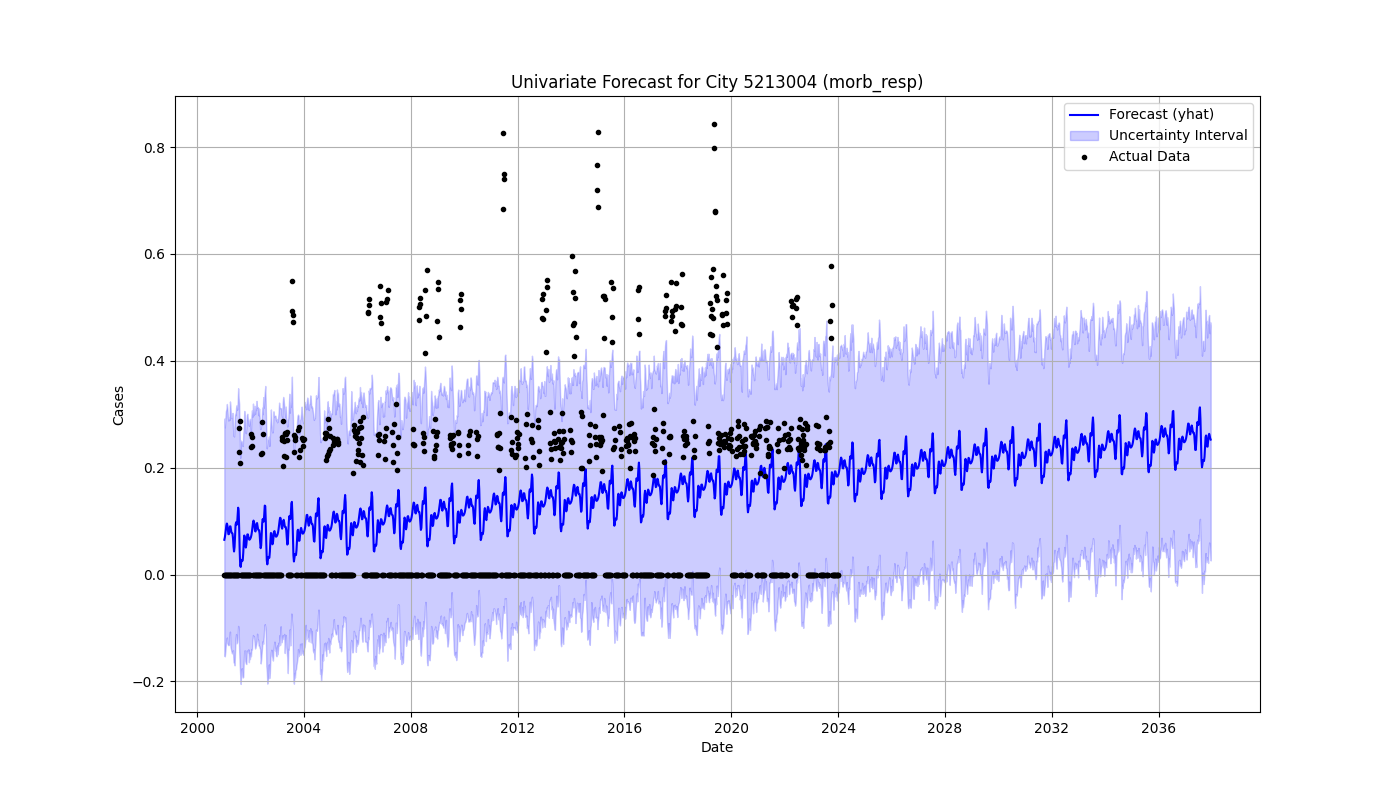 Univariate Forecast for City 5213004 (morb_resp)
Forecast (yhat)
Uncertainty Interval
Actual Data
Cases
0.8
0.6
0.4
0.2
0.0
−0.2
2000 2004 2008 2012 2016 2020 2024 2028 2032 2036
Date